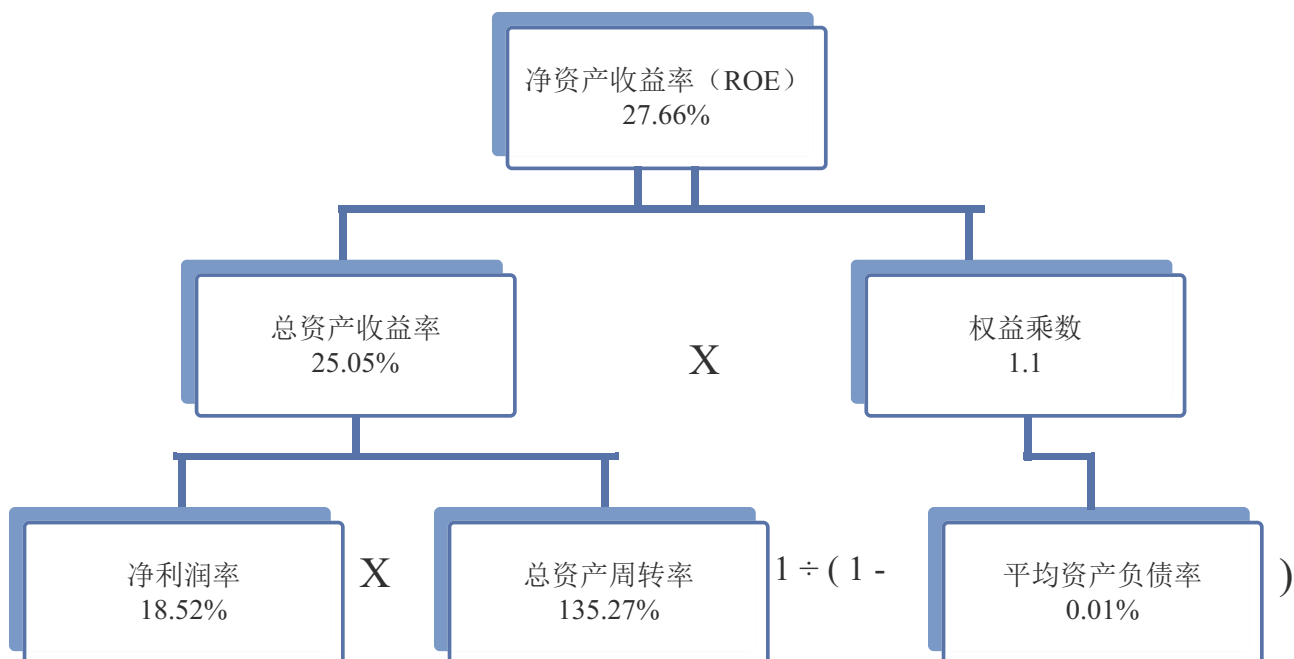 净资产收益率（ROE）
27.66%
总资产收益率
25.05%
X
权益乘数
1.1
净利润率
18.52%
X
总资产周转率
135.27%
1 ÷ ( 1 -
平均资产负债率
0.01%
)